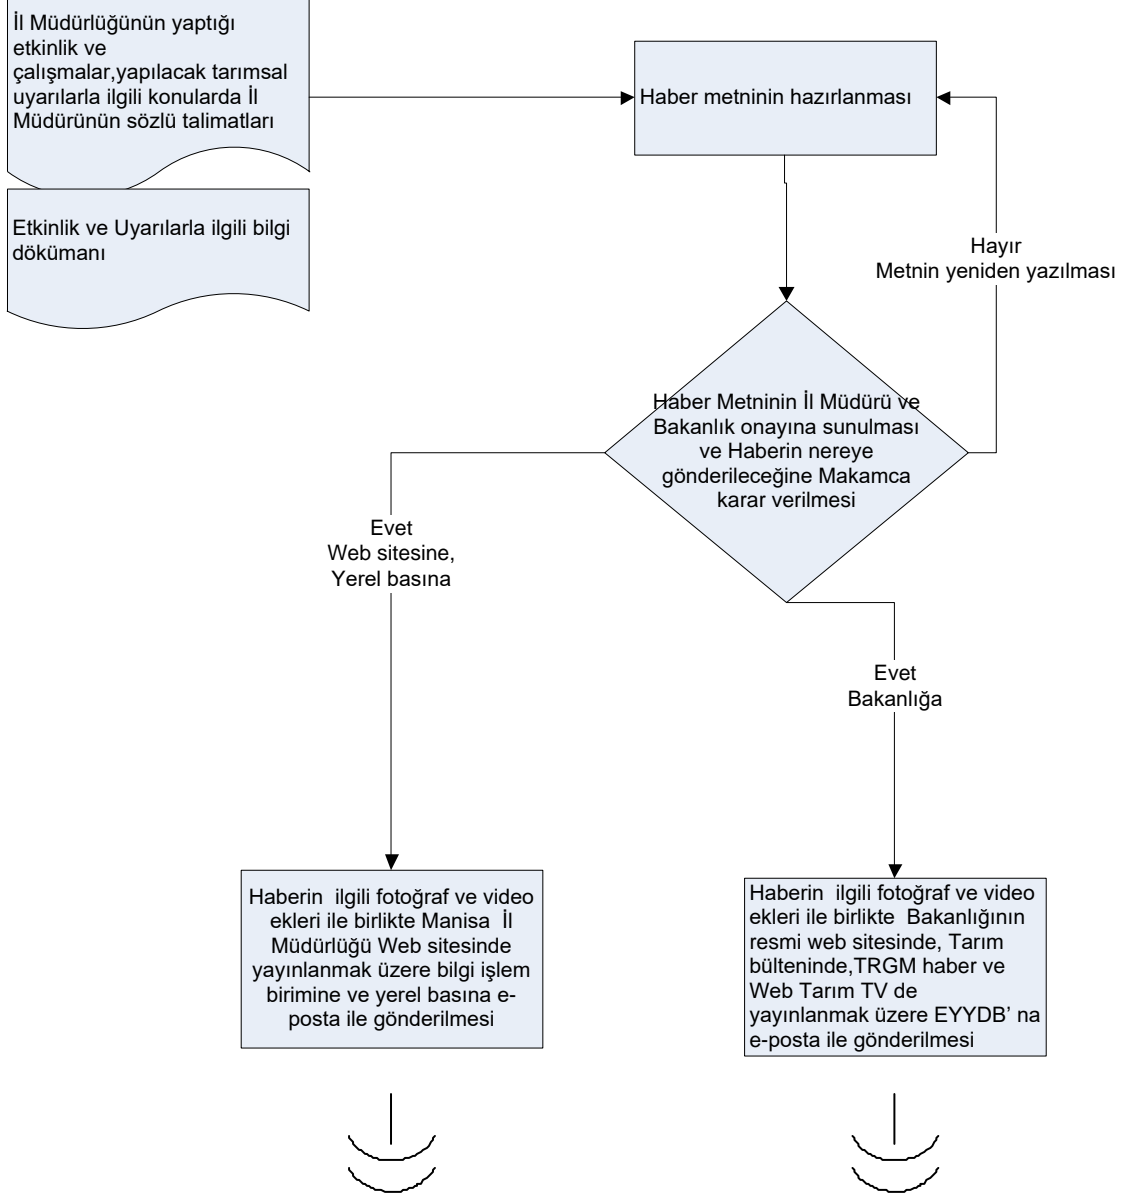 İl Müdürlüğünün yaptığı
etkinlik ve
çalışmalar,yapılacak tarımsal
uyarılarla ilgili konularda İl
Müdürünün sözlü talimatları
Haber metninin hazırlanması
Etkinlik ve Uyarılarla ilgili bilgi
dökümanı
Hayır
Metnin yeniden yazılması
Haber Metninin İl Müdürü ve
Bakanlık onayına sunulması
ve Haberin nereye
gönderileceğine Makamca
karar verilmesi
Evet
Web sitesine,
Yerel basına
Evet
Bakanlığa
Haberin  ilgili fotoğraf ve video
ekleri ile birlikte Manisa  İl
Müdürlüğü Web sitesinde
yayınlanmak üzere bilgi işlem
birimine ve yerel basına e-
posta ile gönderilmesi
Haberin  ilgili fotoğraf ve video
ekleri ile birlikte  Bakanlığının
resmi web sitesinde, Tarım
bülteninde,TRGM haber ve
Web Tarım TV de
yayınlanmak üzere EYYDB’ na
e-posta ile gönderilmesi